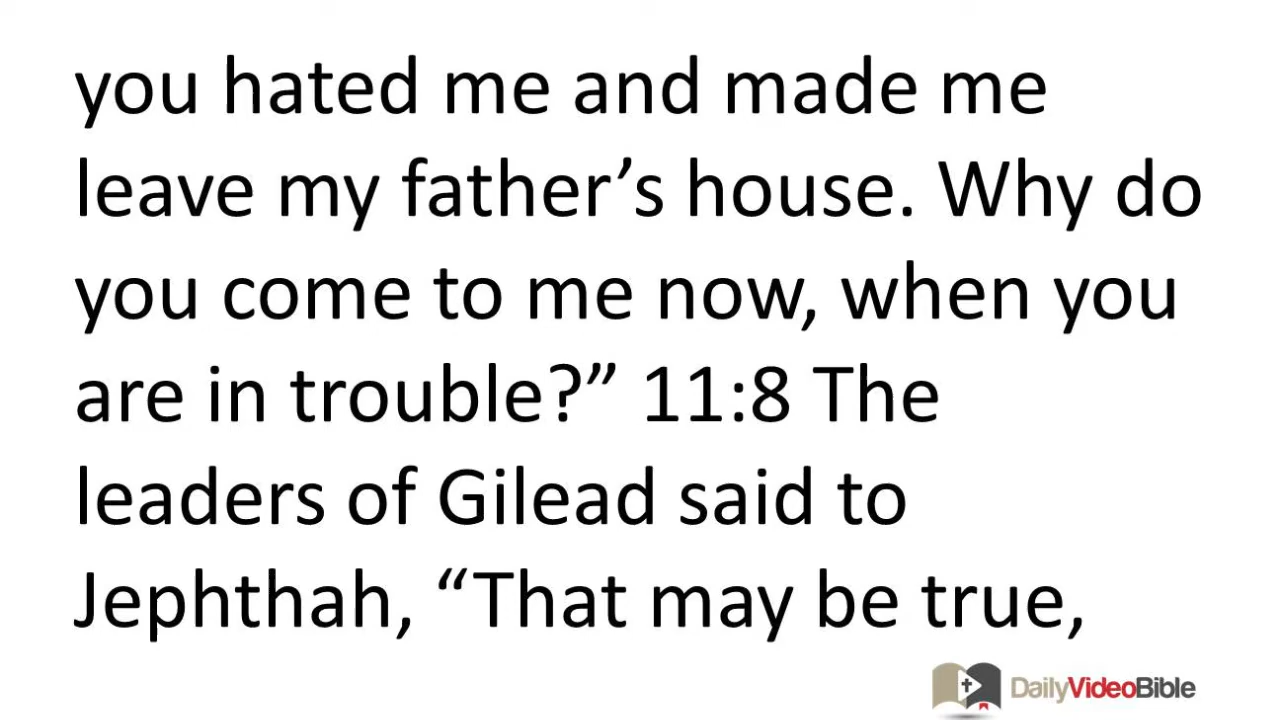 you hated me and made me
leave my father’s house. Why do
you come to me now, when you
are in trouble?” 11:8 The
leaders of Gilead said to
Jephthah, “That may be true,
DailyVideoBible